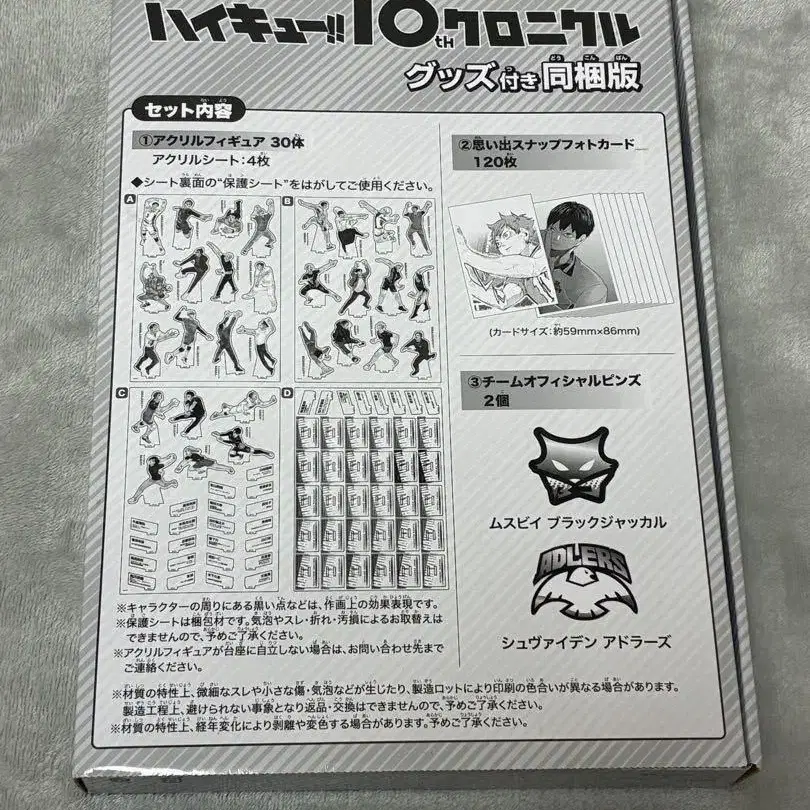 ハイキュー!! 10th クロニクル
グッズ付き同梱版
セット内容
①アクリルフィギュア 30体
アクリルシート：4枚
◆シート裏面の"保護シート"をはがしてご使用ください。
A
B
C
D
②思い出スナップフォトカード
120枚
(カードサイズ：約59mm×86mm)
③チームオフィシャルピンズ
2個
ムスビイ ブラックジャッカル
ADLERS
シュヴァイデン アドラーズ
※キャラクターの周りにある黒い点などは、作画上の効果表現です。
※保護シートは梱包材です。気泡やスレ・折れ・汚損によるお取替えは
できませんので、予めご了承ください。
※アクリルフィギュアが台座に自立しない場合は、お問い合わせ先まで
ご連絡ください。
※材質の特性上、微細なスレや小さな傷・気泡などが生じたり、製造ロットにより印刷の色合いが異なる場合があります。
製造工程上、避けられない事象となり返品・交換はできませんので、予めご了承ください。
※材質の特性上、経年変化により剥離や変色する場合があります。予めご了承ください。